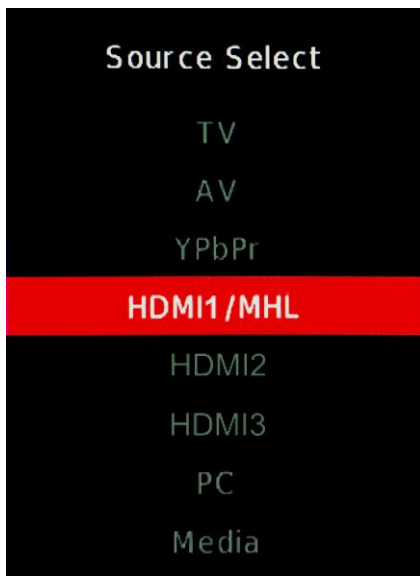 Source Select
TV
AV
YPbPr
HDMI1/MHL
HDMI2
HDMI3
PC
Media